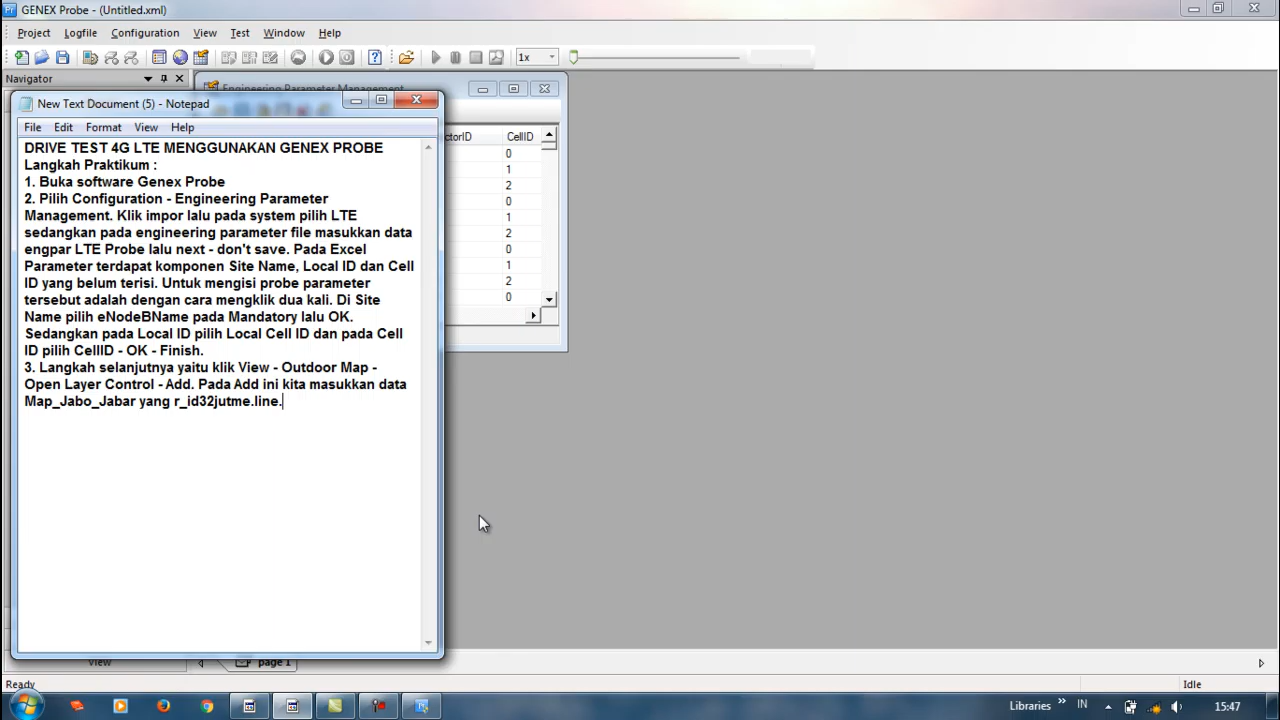 GENEX Probe - (Untitled.xml)
Project Logfile Configuration View Test Window Help
1x
Navigator
Engineering Parameter Management
New Text Document (5) - Notepad
File Edit Format View Help
CellID
0
1
2
0
1
2
0
1
2
0
DRIVE TEST 4G LTE MENGGUNAKAN GENEX PROBE
Langkah Praktikum :
1. Buka software Genex Probe
2. Pilih Configuration - Engineering Parameter
Management. Klik impor lalu pada system pilih LTE
sedangkan pada engineering parameter file masukkan data
engpar LTE Probe lalu next - don't save. Pada Excel
Parameter terdapat komponen Site Name, Local ID dan Cell
ID yang belum terisi. Untuk mengisi probe parameter
tersebut adalah dengan cara mengklik dua kali. Di Site
Name pilih eNodeBName pada Mandatory lalu OK.
Sedangkan pada Local ID pilih Local Cell ID dan pada Cell
ID pilih CellID - OK - Finish.
3. Langkah selanjutnya yaitu klik View - Outdoor Map -
Open Layer Control - Add. Pada Add ini kita masukkan data
Map_Jabo_Jabar yang r_id32jutme.line.
View
page 1
Ready
Idle
Libraries
IN
15:47